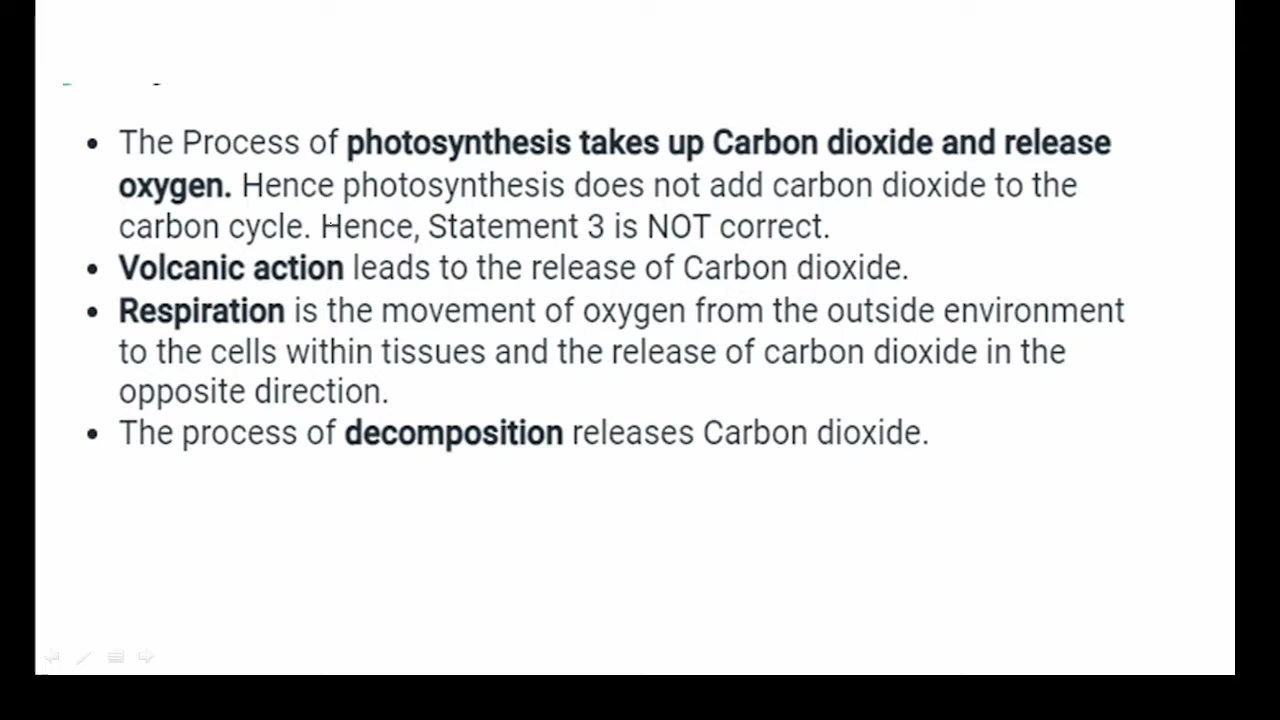 • The Process of photosynthesis takes up Carbon dioxide and release
oxygen. Hence photosynthesis does not add carbon dioxide to the
carbon cycle. Hence, Statement 3 is NOT correct.
• Volcanic action leads to the release of Carbon dioxide.
• Respiration is the movement of oxygen from the outside environment
to the cells within tissues and the release of carbon dioxide in the
opposite direction.
• The process of decomposition releases Carbon dioxide.